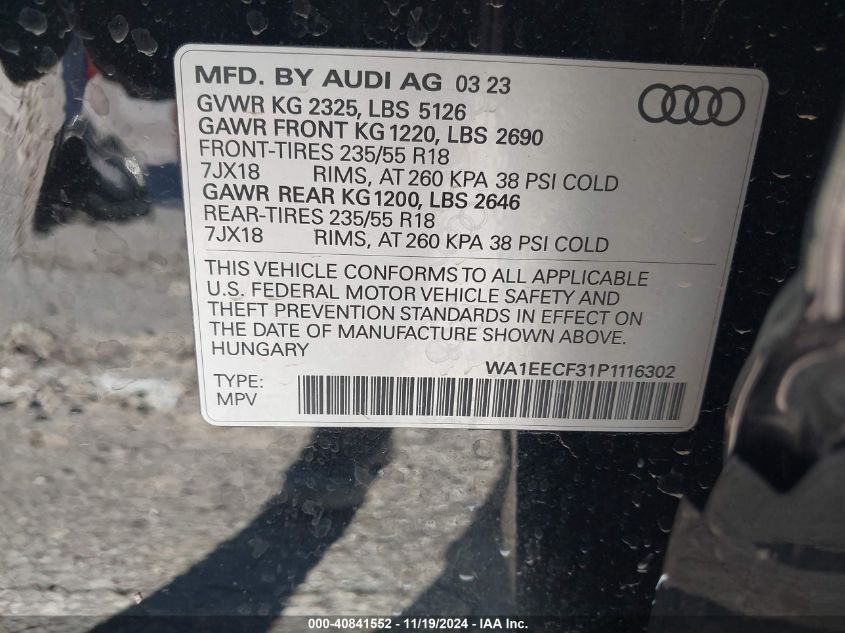 MFD. BY AUDI AG 03 23
GVWR KG 2325, LBS 5126
GAWR FRONT KG 1220, LBS 2690
FRONT-TIRES 235/55 R18
7JX18 RIMS, AT 260 KPA 38 PSI COLD
GAWR REAR KG 1200, LBS 2646
REAR-TIRES 235/55 R18
7JX18 RIMS, AT 260 KPA 38 PSI COLD
THIS VEHICLE CONFORMS TO ALL APPLICABLE
U.S. FEDERAL MOTOR VEHICLE SAFETY AND
THEFT PREVENTION STANDARDS IN EFFECT ON
THE DATE OF MANUFACTURE SHOWN ABOVE.
HUNGARY
WA1EECF31P1116302
TYPE:
MPV
000-40841552 - 11/19/2024 - IAA Inc.